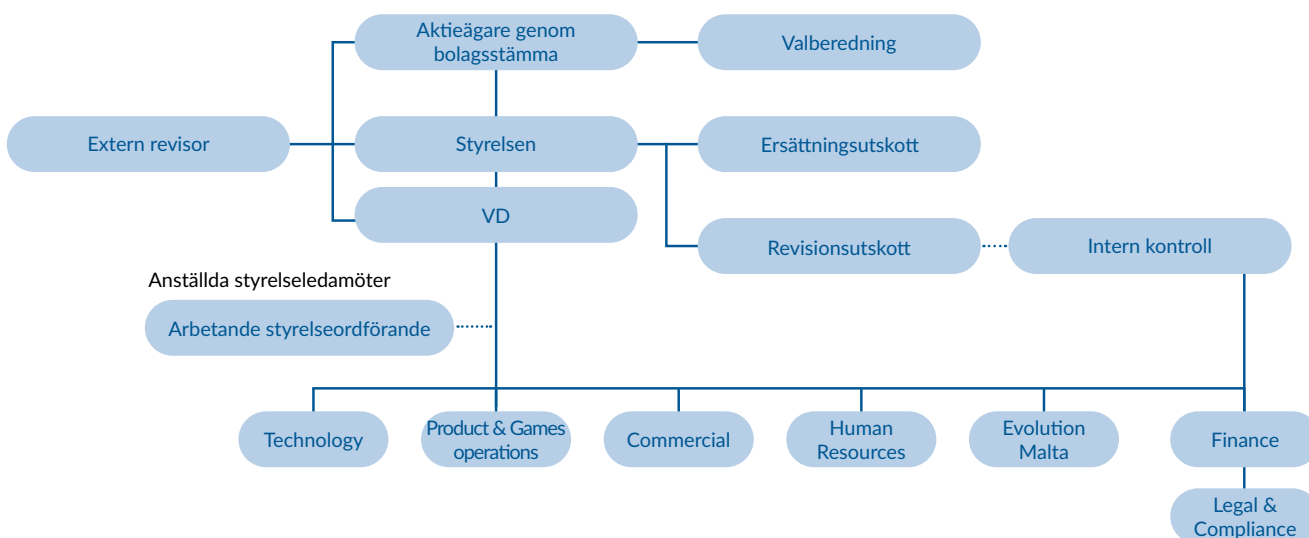 Aktieägare genom
bolagsstämma
Valberedning
Extern revisor
Styrelsen
Ersättningsutskott
VD
Revisionsutskott
Intern kontroll
Anställda styrelseledamöter
Arbetande styrelseordförande
Technology
Product & Games
operations
Commercial
Human
Resources
Evolution
Malta
Finance
Legal &
Compliance